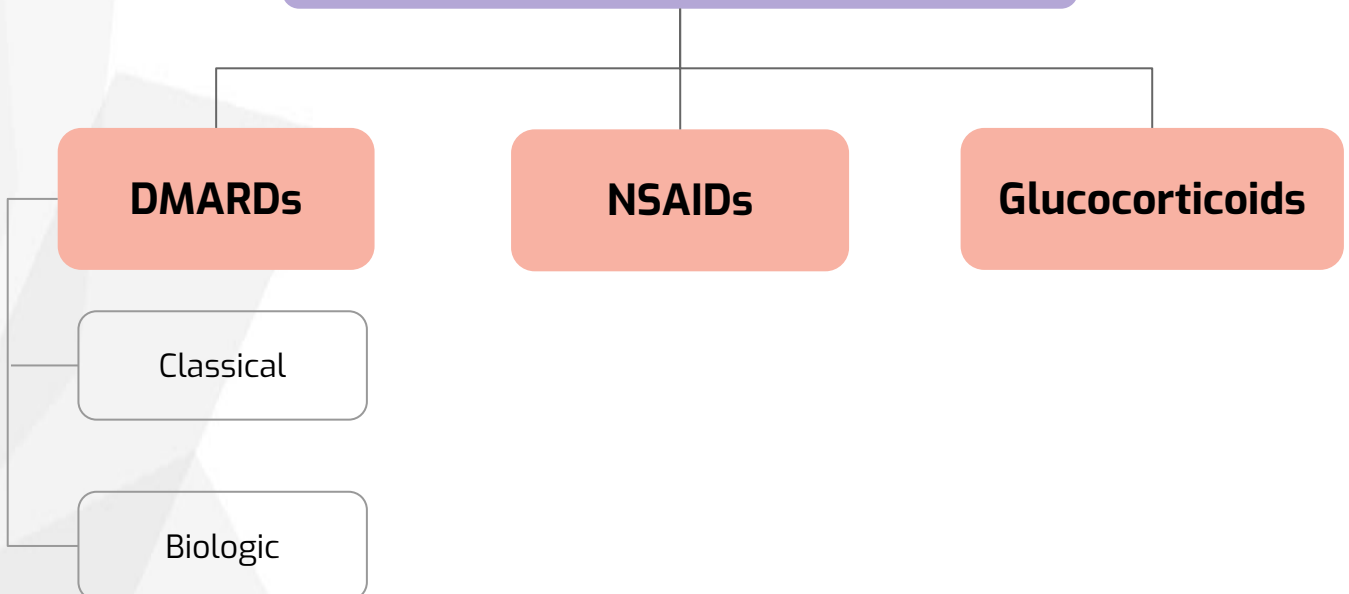 DMARDs
NSAIDs
Glucocorticoids
Classical
Biologic